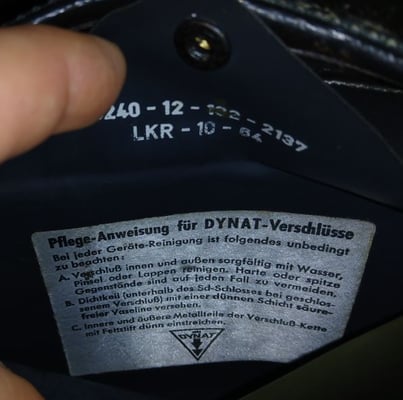 240-12-132-2137
LKR-10-64
Pflege-Anweisung für DYNAT-Verschlüsse
Bei jeder Geräte-Reinigung ist folgendes unbedingt
zu beachten:
A. Verschluß innen und außen sorgfältig mit Wasser,
Pinsel oder Lappen reinigen. Harte oder spitze
Gegenstände sind auf jeden Fall zu vermeiden.
B. Dichtkeil (unterhalb des Sd-Schlosses bei geschlos-
senem Verschluß) mit einer dünnen Schicht säure-
freier Vaseline versehen.
C. Innere und äußere Metallteile der Verschluß-Kette
mit Fettstift dünn einstreichen.
DYNAT